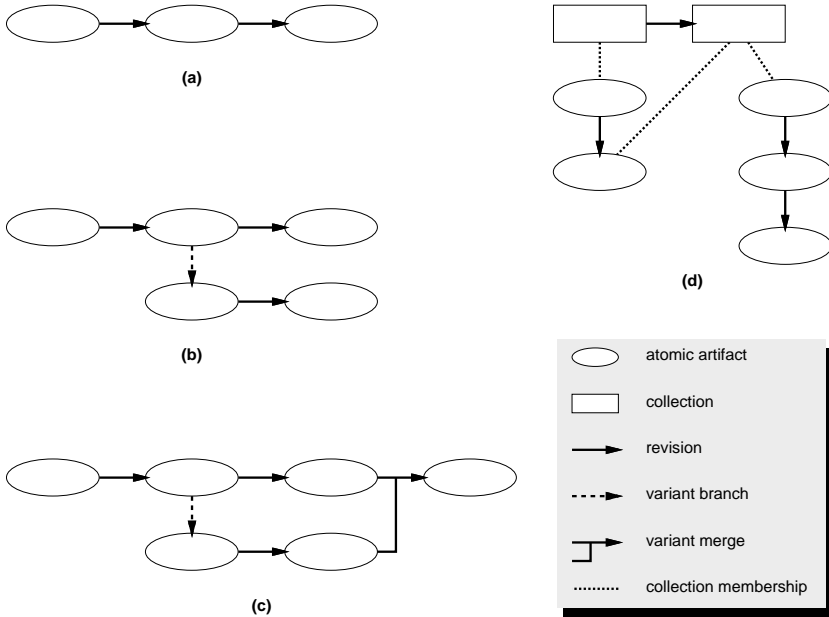 (a)
(b)
(c)
(d)
atomic artifact
collection
revision
variant branch
variant merge
collection membership